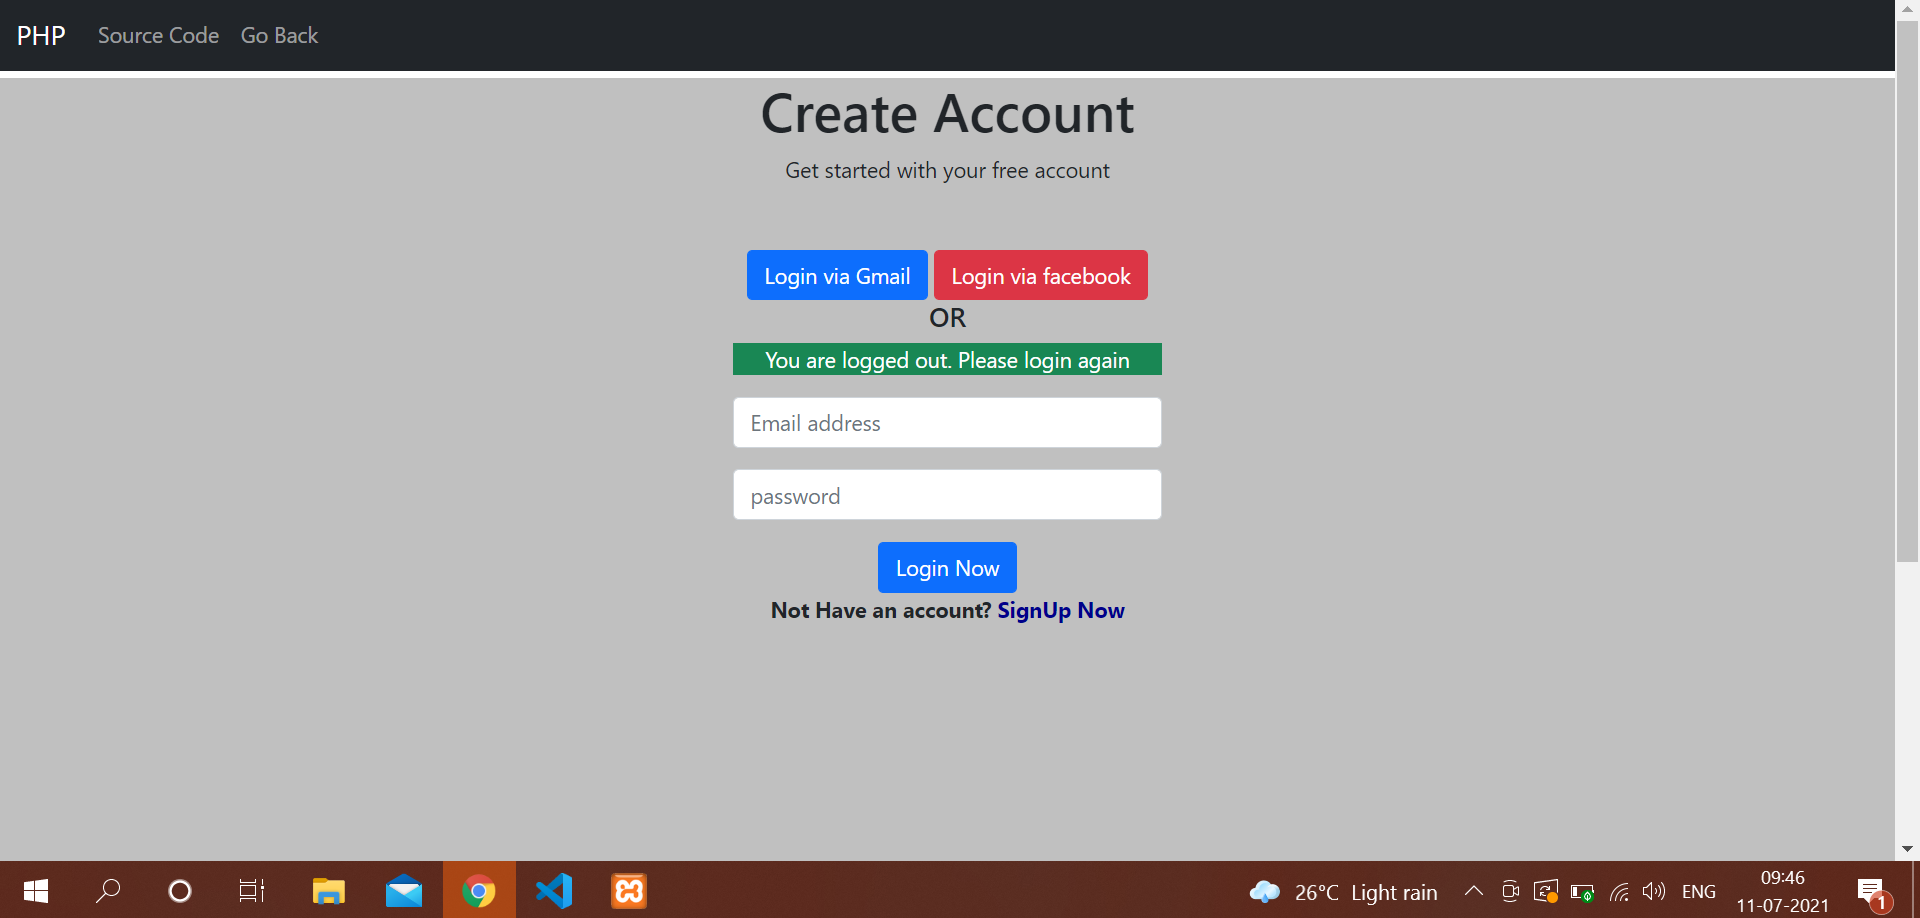 PHP Source Code Go Back
Create Account
Get started with your free account
Login via Gmail Login via facebook
OR
You are logged out. Please login again
Email address
password
Login Now
Not Have an account? SignUp Now
26°C Light rain ENG 09:46
11-07-2021
1